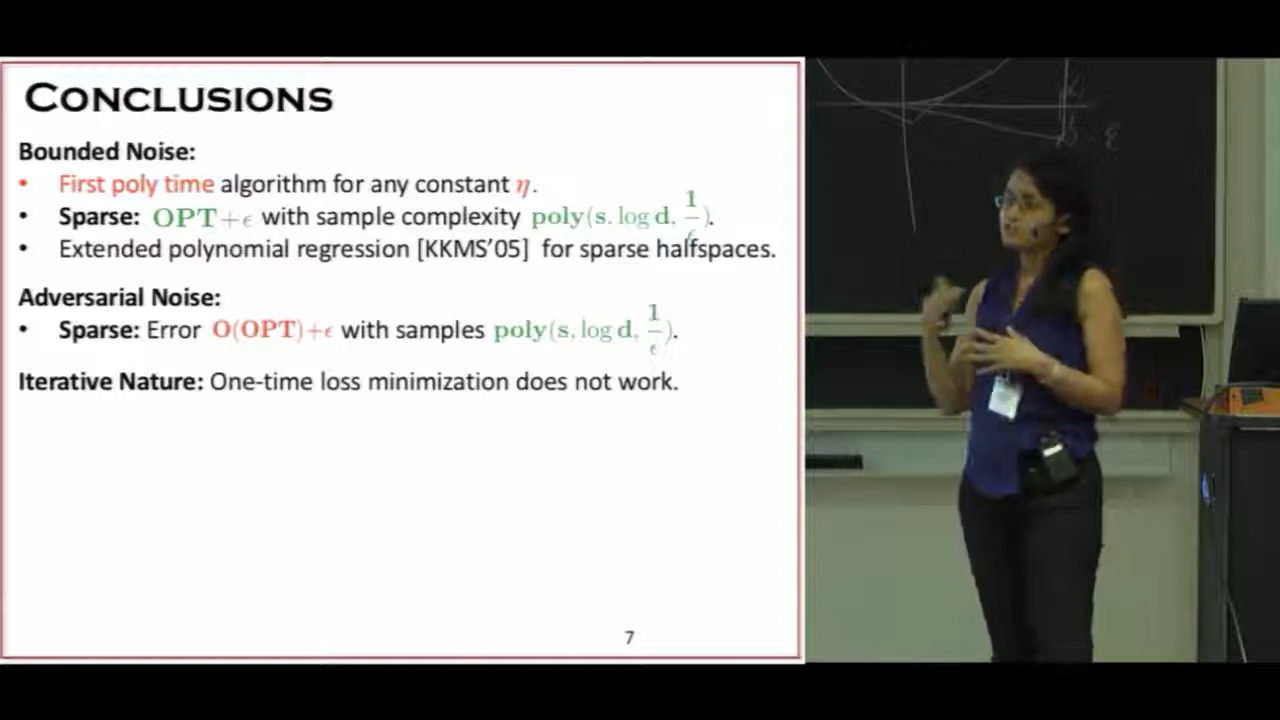 CONCLUSIONS
Bounded Noise:
• First poly time algorithm for any constant η.
• Sparse: OPT+ϵ with sample complexity poly(s, log d, 1/ϵ).
• Extended polynomial regression [KKMS'05] for sparse halfspaces.
Adversarial Noise:
• Sparse: Error O(OPT)+ϵ with samples poly(s, log d, 1/ϵ).
Iterative Nature: One-time loss minimization does not work.
7